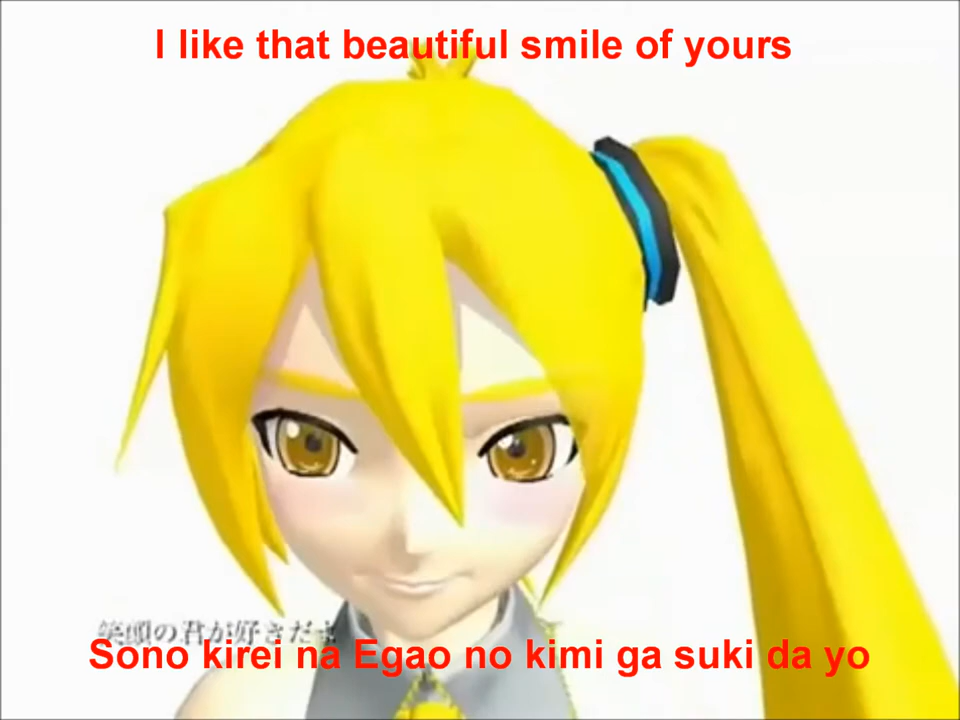 I like that beautiful smile of yours
笑顔の君が好きだよ
Sono kirei na Egao no kimi ga suki da yo